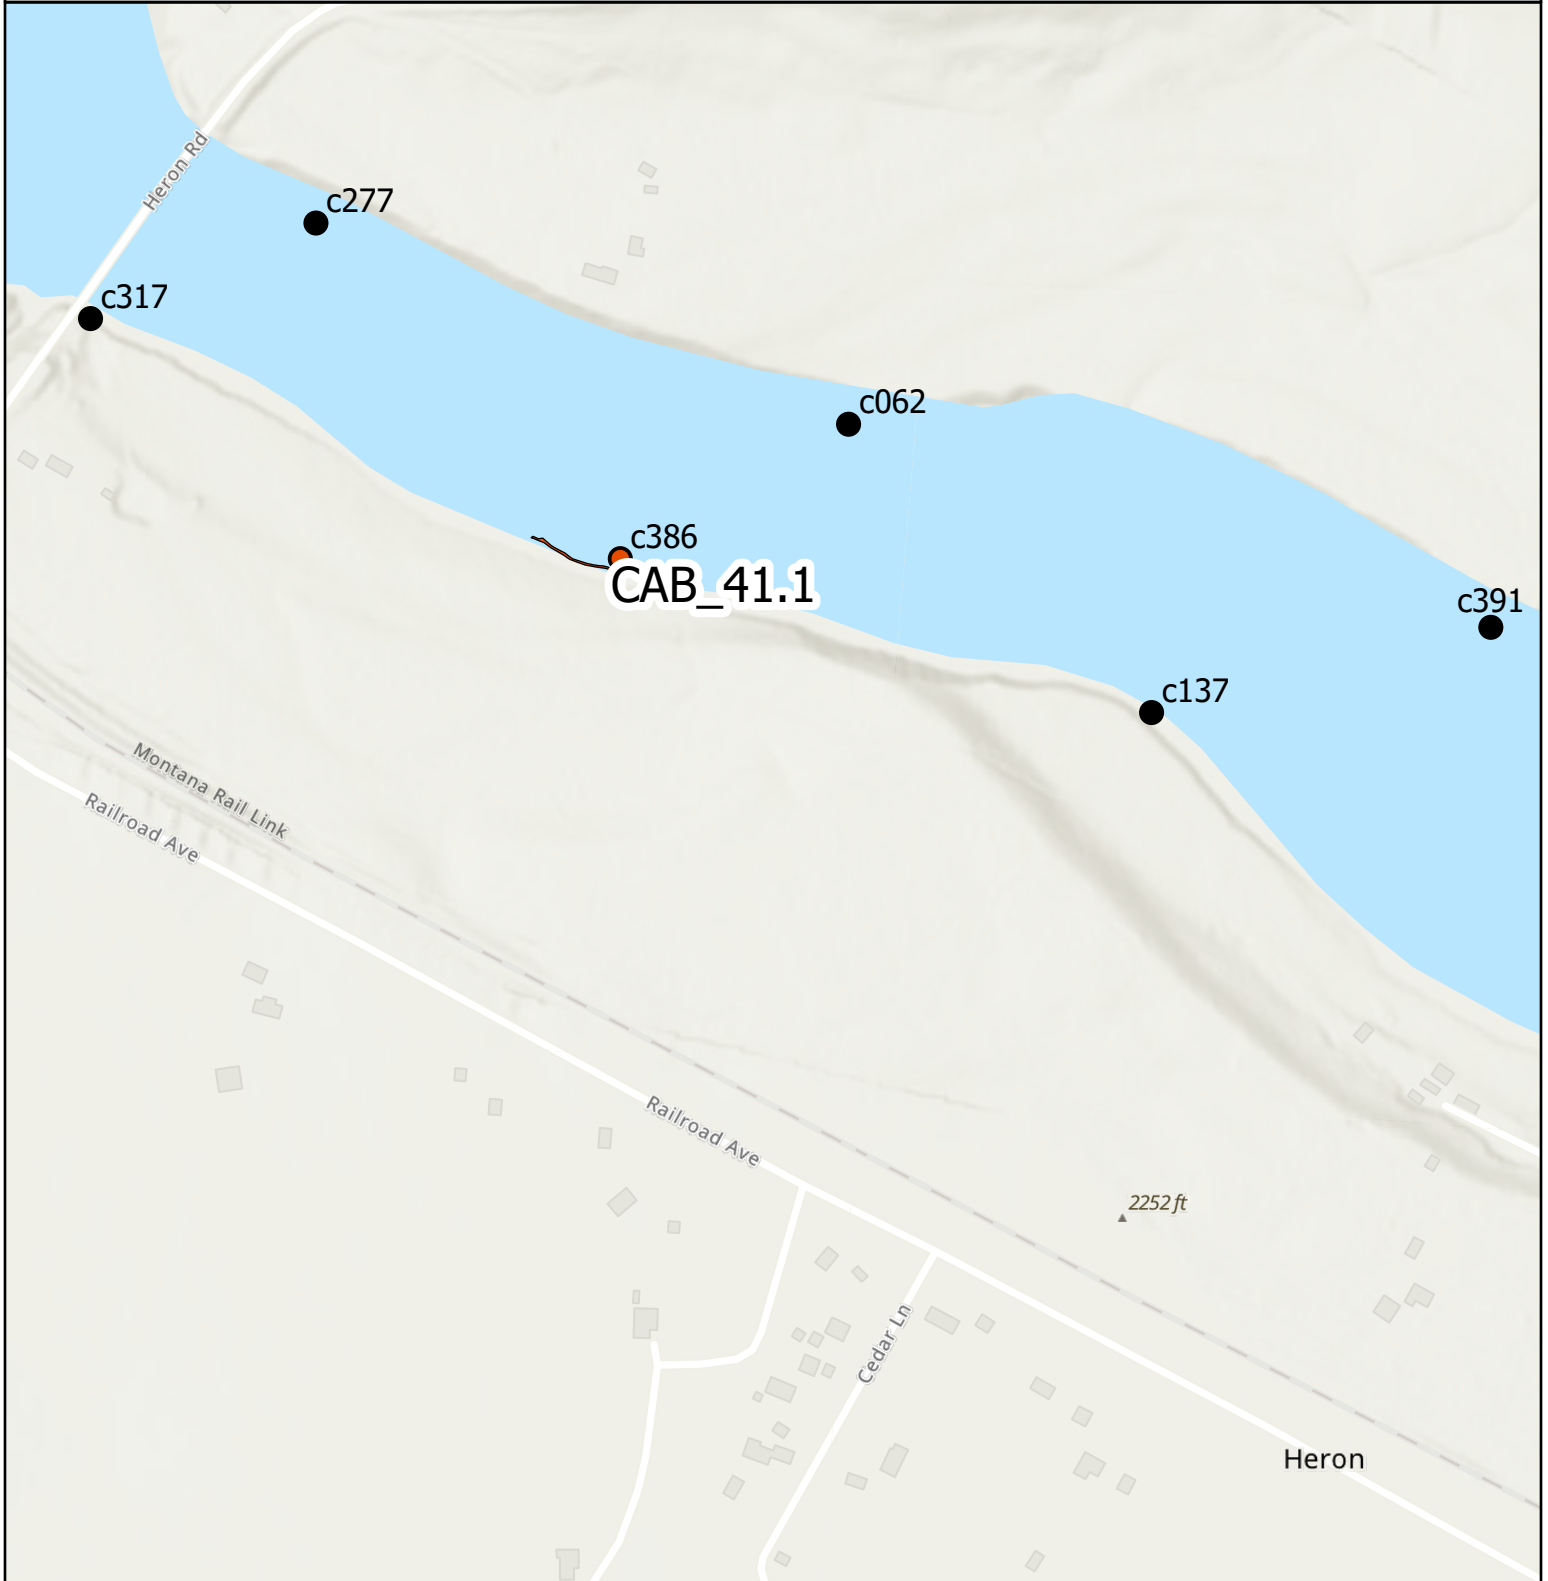 Heron Rd
c277
c317
c062
c386
CAB_41.1
c391
c137
Montana Rail Link
Railroad Ave
Railroad Ave
2252 ft
Cedar Ln
Heron